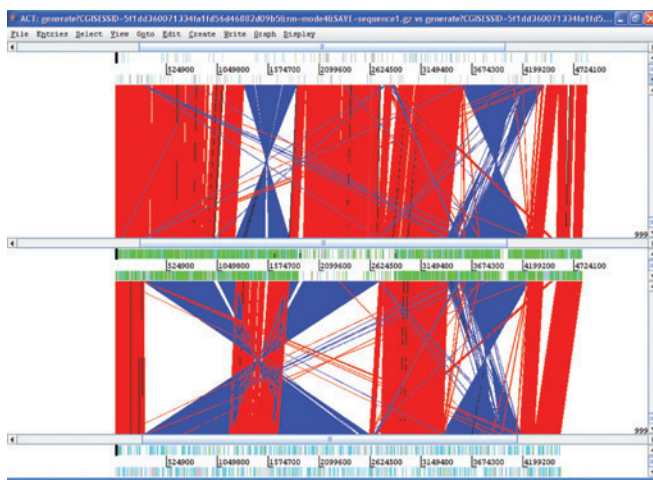 ACT: generate?CGISESSID=5f1dd3600071334fa1fd56d46882d09b5&rm=mode4&SAVE=sequence1.gz vs generate?CGISESSID=5f1dd3600071334fa1fd5...
File Entries Select View Goto Edit Create Write Graph Display
524900 1049800 1574700 2099600 2624500 3149400 3674300 4199200 4724100
999
524900 1049800 1574700 2099600 2624500 3149400 3674300 4199200 4724100
999
524900 1049800 1574700 2099600 2624500 3149400 3674300 4199200